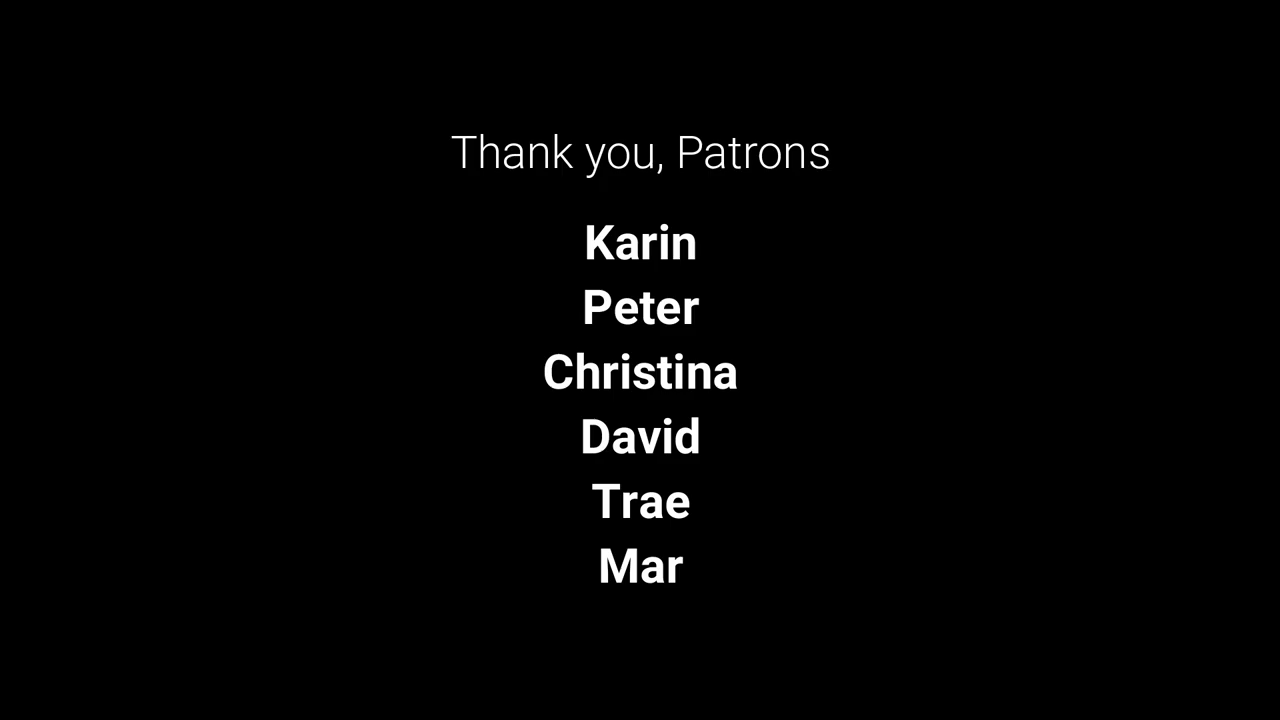 Thank you, Patrons
Karin
Peter
Christina
David
Trae
Mar